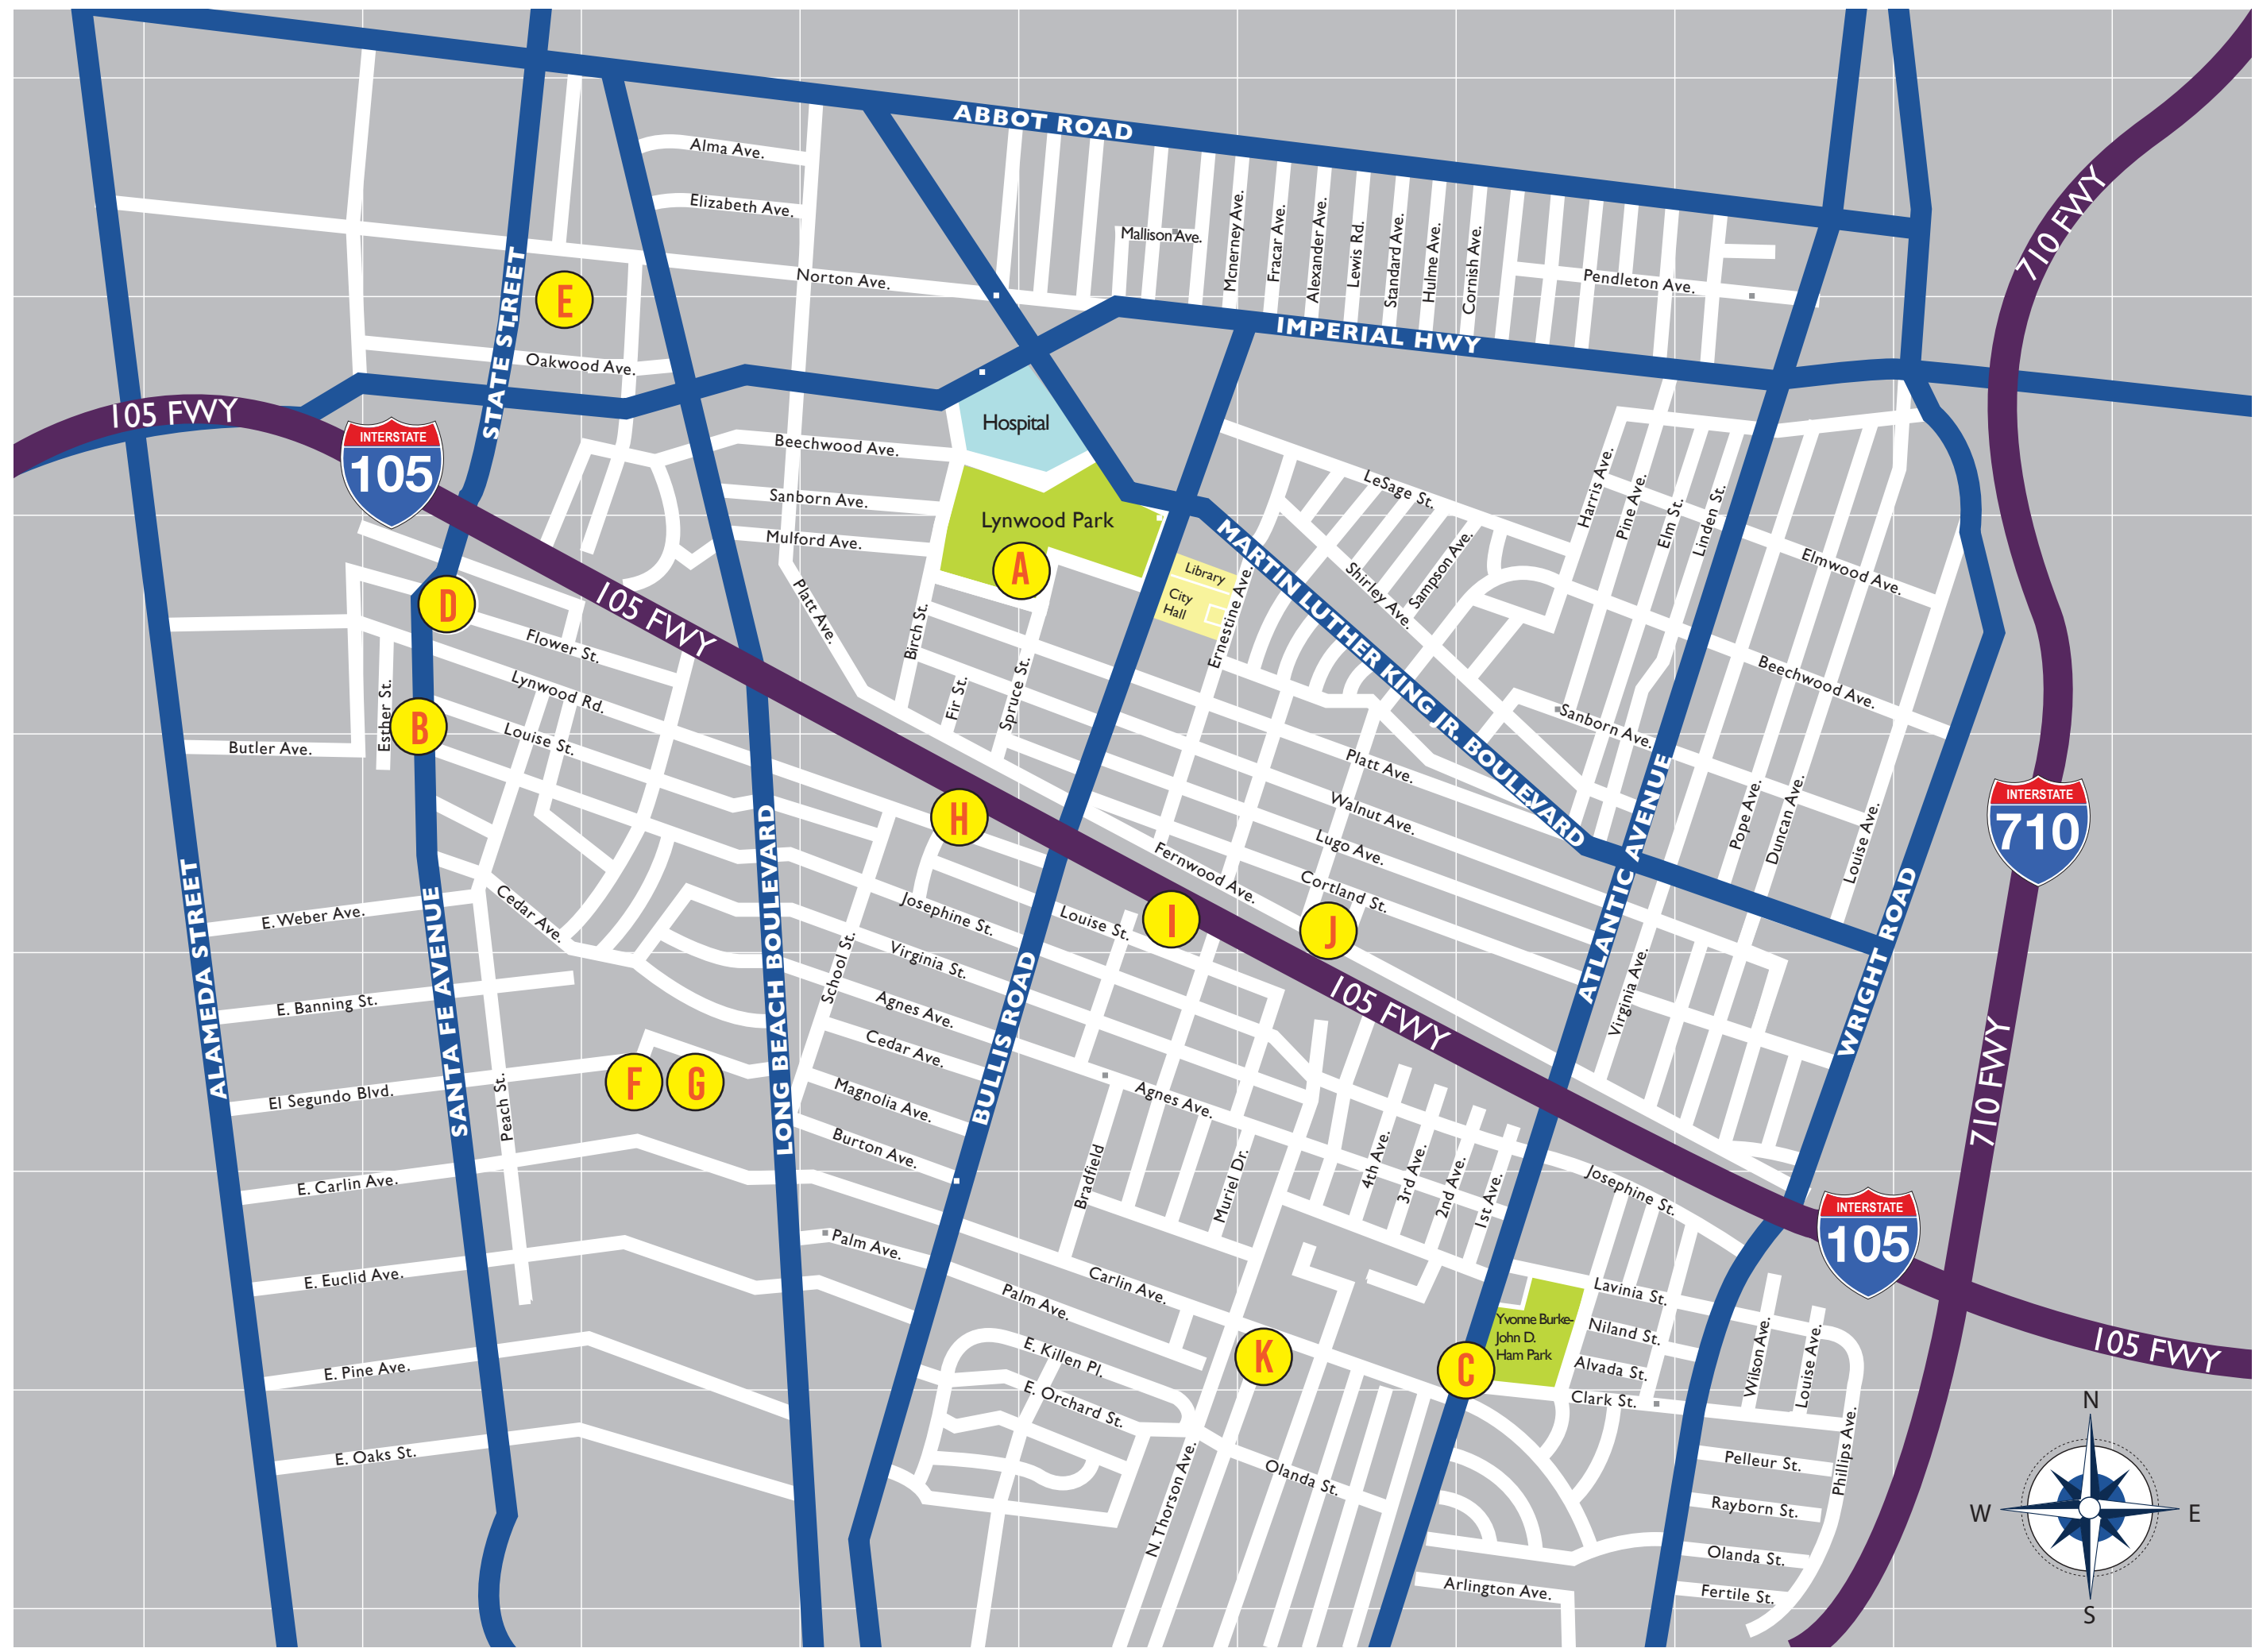 ABBOT ROAD
Alma Ave.
Elizabeth Ave.
Mallison Ave.
Norton Ave.
Mcnerney Ave.
Fracar Ave.
Alexander Ave.
Lewis Rd.
Standard Ave.
Hulme Ave.
Cornish Ave.
Pendleton Ave.
710 FWY
STATE STREET
E
Oakwood Ave.
IMPERIAL HWY
105 FWY
INTERSTATE
105
Hospital
Beechwood Ave.
Sanborn Ave.
Mulford Ave.
Lynwood Park
A
LeSage St.
Harris Ave.
Pine Ave.
Elm St.
Linden St.
Elmwood Ave.
Library
City
Hall
Ernestine Ave.
MARTIN LUTHER KING JR. BOULEVARD
Shirley Ave.
Sampson Ave.
D
105 FWY
Platt Ave.
Birch St.
Flower St.
Lynwood Rd.
Fir St.
Spruce St.
Beechwood Ave.
Sanborn Ave.
Esther St.
B
Butler Ave.
Louise St.
Platt Ave.
Walnut Ave.
Lugo Ave.
Cortland St.
Fernwood Ave.
H
I
J
Pope Ave.
Duncan Ave.
Louise Ave.
INTERSTATE
710
ALAMEDA STREET
SANTA FE AVENUE
LONG BEACH BOULEVARD
BULLIS ROAD
ATLANTIC AVENUE
WRIGHT ROAD
E. Weber Ave.
Cedar Ave.
Josephine St.
Louise St.
Virginia St.
School St.
Virginia Ave.
E. Banning St.
Agnes Ave.
105 FWY
Cedar Ave.
El Segundo Blvd.
F
G
Peach St.
Magnolia Ave.
Agnes Ave.
Burton Ave.
710 FWY
E. Carlin Ave.
Bradfield
Muriel Dr.
4th Ave.
3rd Ave.
2nd Ave.
1st Ave.
Josephine St.
INTERSTATE
105
Palm Ave.
E. Euclid Ave.
Carlin Ave.
Palm Ave.
Lavinia St.
Yvonne Burke-
John D.
Ham Park
Niland St.
Alvada St.
Clark St.
Wilson Ave.
Louise Ave.
105 FWY
E. Pine Ave.
E. Killen Pl.
E. Orchard St.
K
C
E. Oaks St.
N. Thorson Ave.
Olanda St.
Pelleur St.
Rayborn St.
Phillips Ave.
Olanda St.
Arlington Ave.
Fertile St.
N
W
E
S